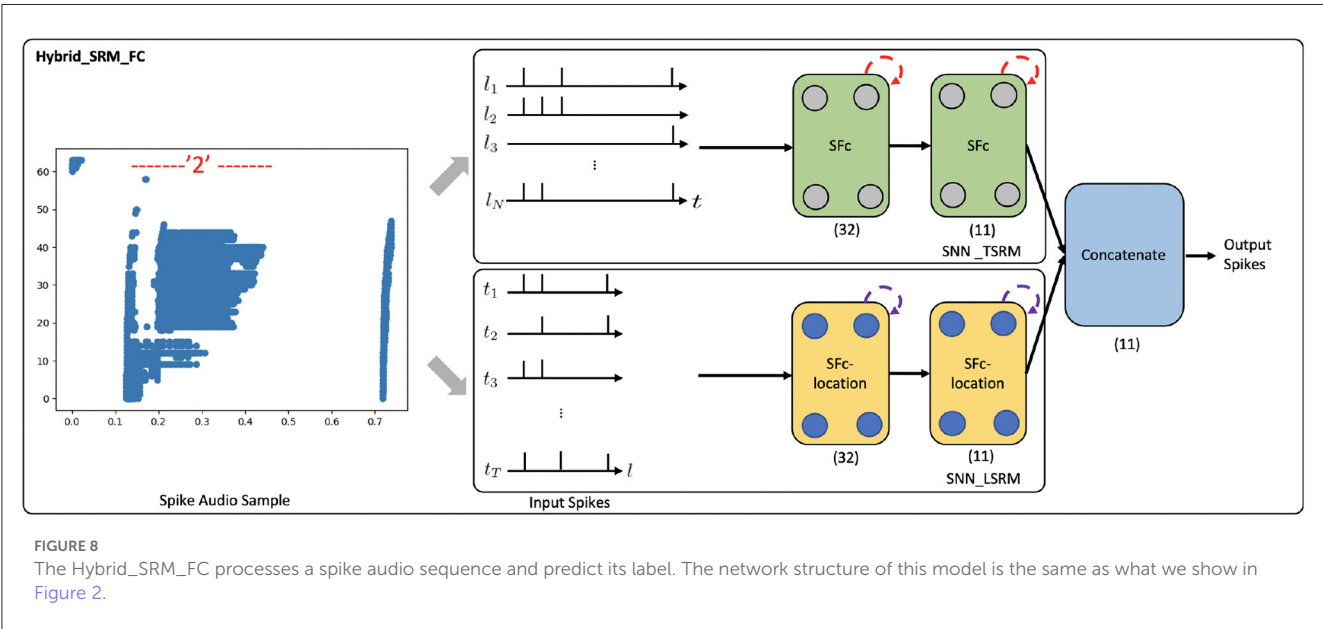 Hybrid_SRM_FC
-------'2' --------
60
50
40
30
20
10
0
0.0 0.1 0.2 0.3 0.4 0.5 0.6 0.7
Spike Audio Sample
l1
l2
l3
⋮
lN
t
SFc
(32)
SFc
(11)
SNN _TSRM
t1
t2
t3
⋮
tT
l
Input Spikes
SFc-
location
(32)
SFc-
location
(11)
SNN_LSRM
Concatenate
(11)
Output
Spikes
FIGURE 8
The Hybrid_SRM_FC processes a spike audio sequence and predict its label. The network structure of this model is the same as what we show in
Figure 2.